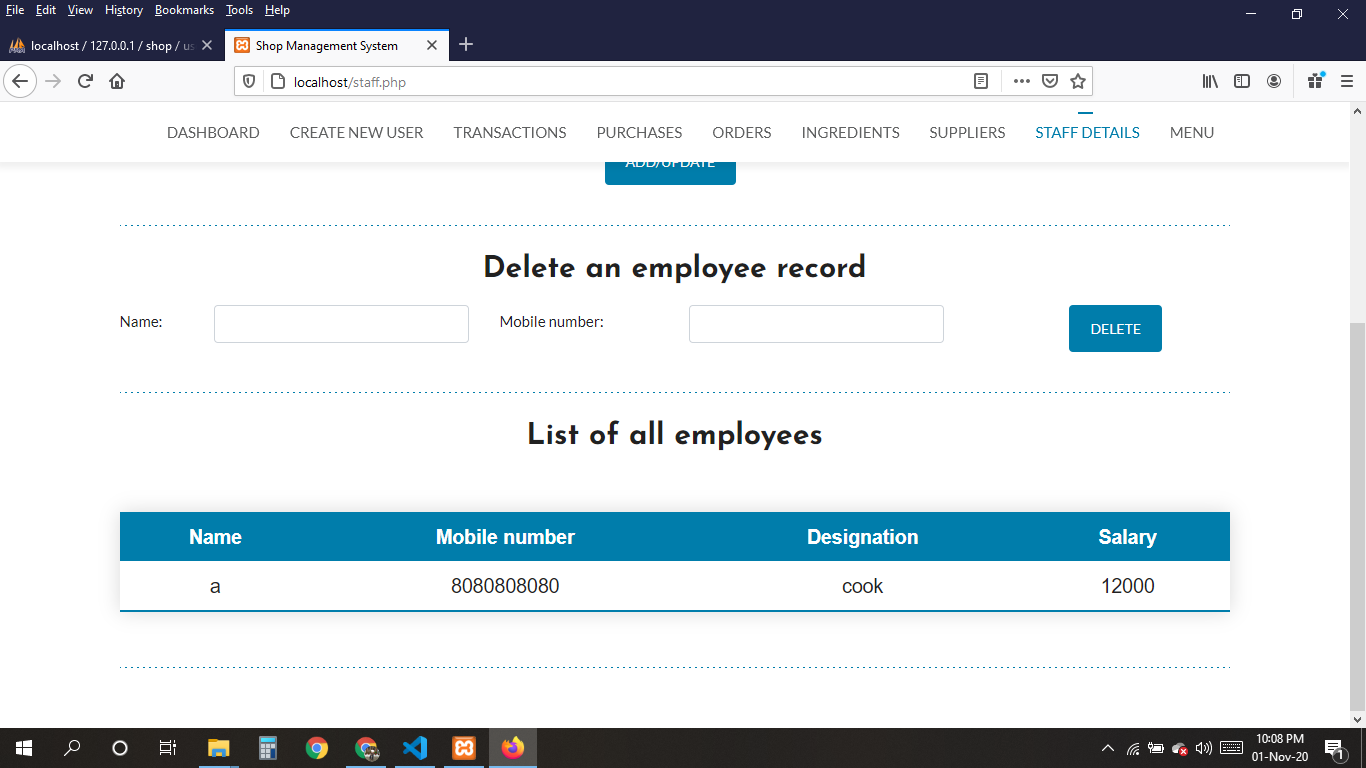 File Edit View History Bookmarks Tools Help
localhost / 127.0.0.1 / shop / us
Shop Management System
localhost/staff.php
DASHBOARD CREATE NEW USER TRANSACTIONS PURCHASES ORDERS INGREDIENTS SUPPLIERS STAFF DETAILS MENU
ADD/UPDATE
Delete an employee record
Name: Mobile number: DELETE
List of all employees
Name Mobile number Designation Salary
a 8080808080 cook 12000
10:08 PM
01-Nov-20
1